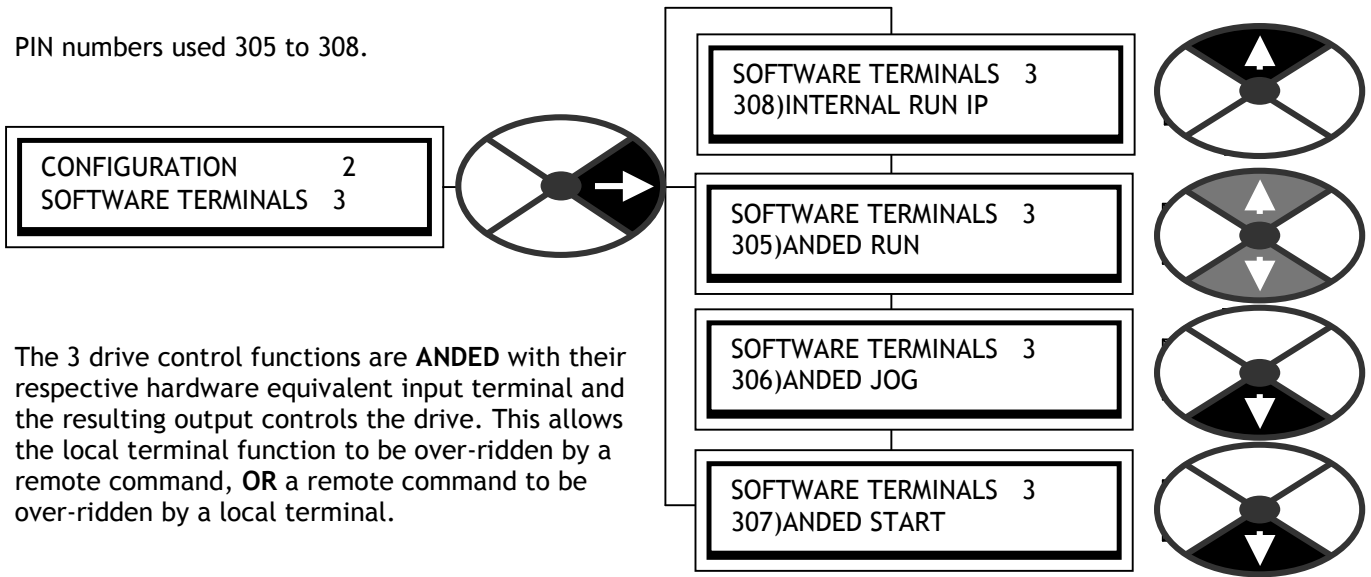 PIN numbers used 305 to 308.
CONFIGURATION 2
SOFTWARE TERMINALS 3
The 3 drive control functions are ANDED with their
respective hardware equivalent input terminal and
the resulting output controls the drive. This allows
the local terminal function to be over-ridden by a
remote command, OR a remote command to be
over-ridden by a local terminal.
SOFTWARE TERMINALS 3
308)INTERNAL RUN IP
SOFTWARE TERMINALS 3
305)ANDED RUN
SOFTWARE TERMINALS 3
306)ANDED JOG
SOFTWARE TERMINALS 3
307)ANDED START